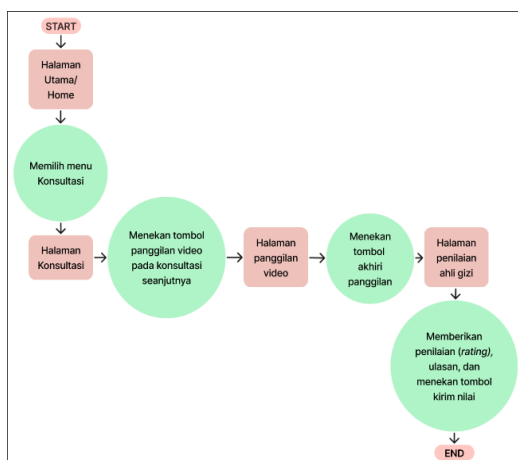 START
Halaman
Utama/
Home
Memilih menu
Konsultasi
Halaman
Konsultasi
Menekan tombol
panggilan video
pada konsultasi
seanjutnya
Halaman
panggilan
video
Menekan
tombol
akhiri
panggilan
Halaman
penilaian
ahli gizi
Memberikan
penilaian (rating),
ulasan, dan
menekan tombol
kirim nilai
END